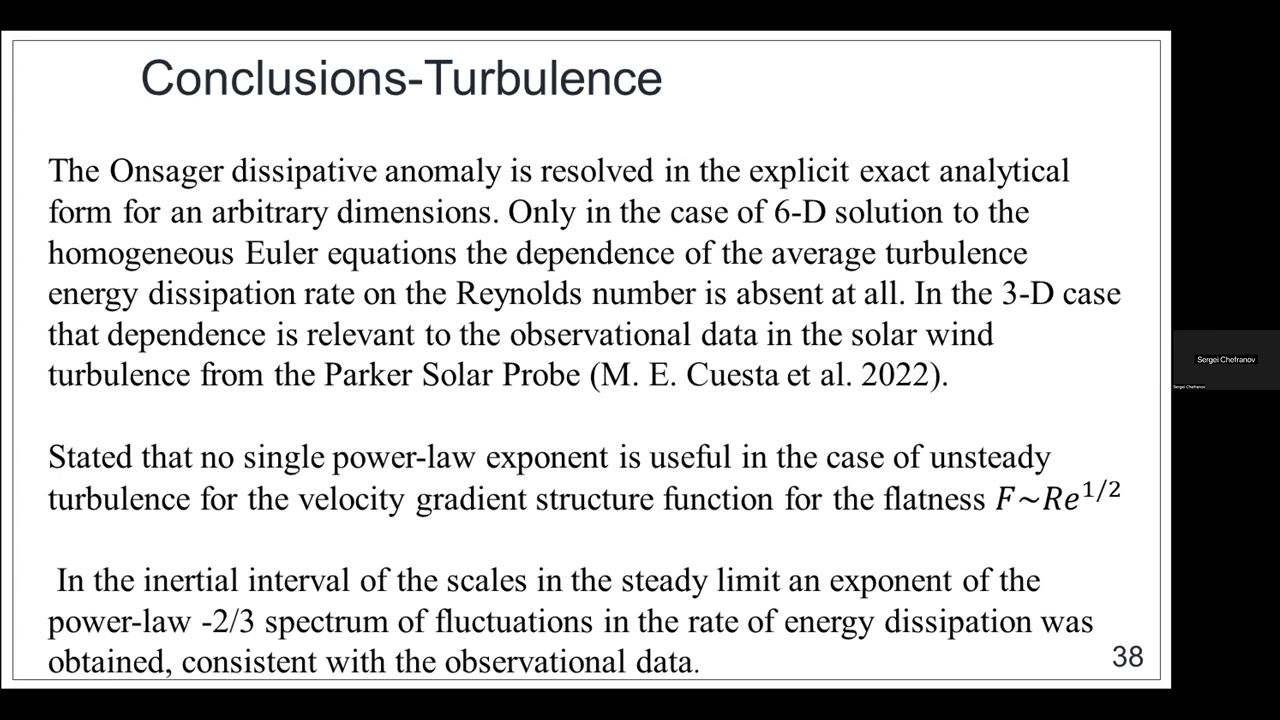 Conclusions-Turbulence
The Onsager dissipative anomaly is resolved in the explicit exact analytical
form for an arbitrary dimensions. Only in the case of 6-D solution to the
homogeneous Euler equations the dependence of the average turbulence
energy dissipation rate on the Reynolds number is absent at all. In the 3-D case
that dependence is relevant to the observational data in the solar wind
turbulence from the Parker Solar Probe (M. E. Cuesta et al. 2022).
Stated that no single power-law exponent is useful in the case of unsteady
turbulence for the velocity gradient structure function for the flatness F~Re^{1/2}
In the inertial interval of the scales in the steady limit an exponent of the
power-law -2/3 spectrum of fluctuations in the rate of energy dissipation was
obtained, consistent with the observational data.
38
Sergei Chefranov
Sergei Chefranov